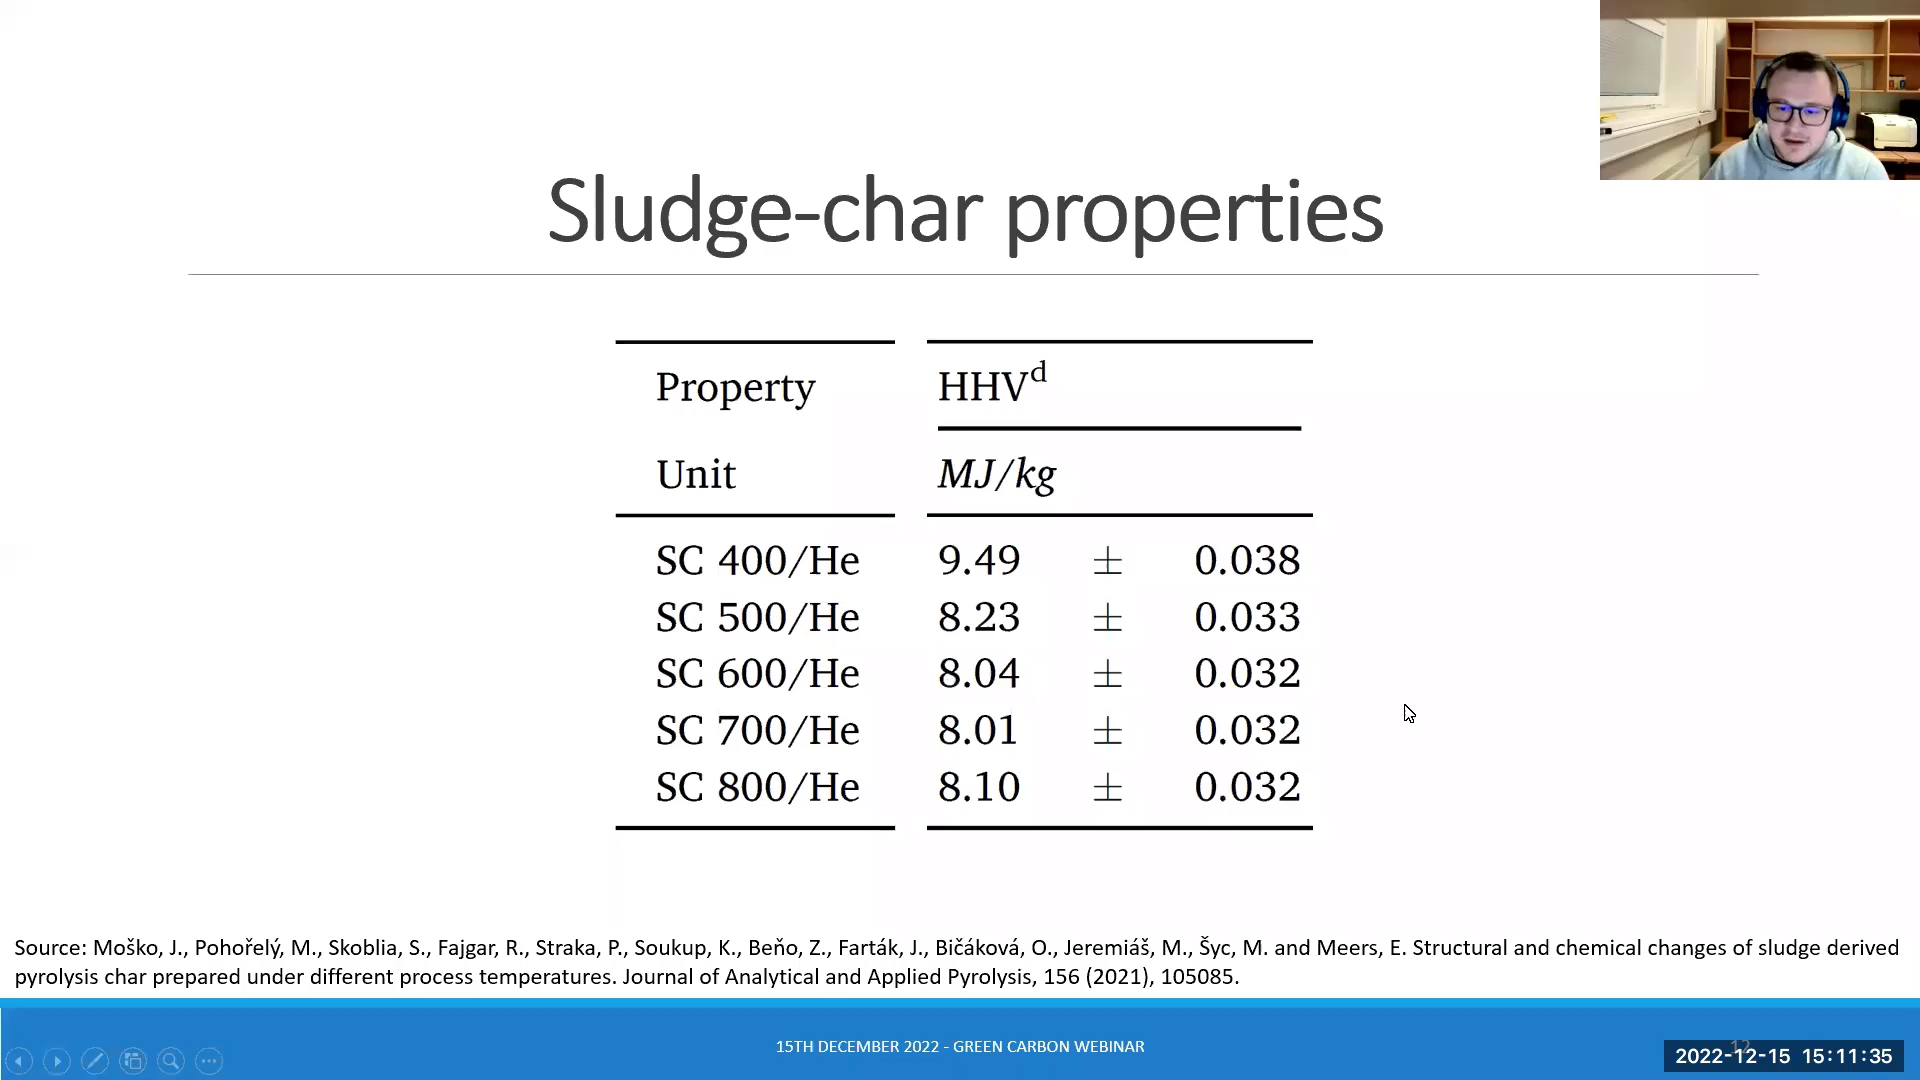 Sludge-char properties
Property HHVd
Unit MJ/kg
SC 400/He 9.49 ± 0.038
SC 500/He 8.23 ± 0.033
SC 600/He 8.04 ± 0.032
SC 700/He 8.01 ± 0.032
SC 800/He 8.10 ± 0.032
Source: Moško, J., Pohořelý, M., Skoblia, S., Fajgar, R., Straka, P., Soukup, K., Beňo, Z., Farták, J., Bičáková, O., Jeremiáš, M., Šyc, M. and Meers, E. Structural and chemical changes of sludge derived
pyrolysis char prepared under different process temperatures. Journal of Analytical and Applied Pyrolysis, 156 (2021), 105085.
15TH DECEMBER 2022 - GREEN CARBON WEBINAR
12
2022-12-15 15:11:35